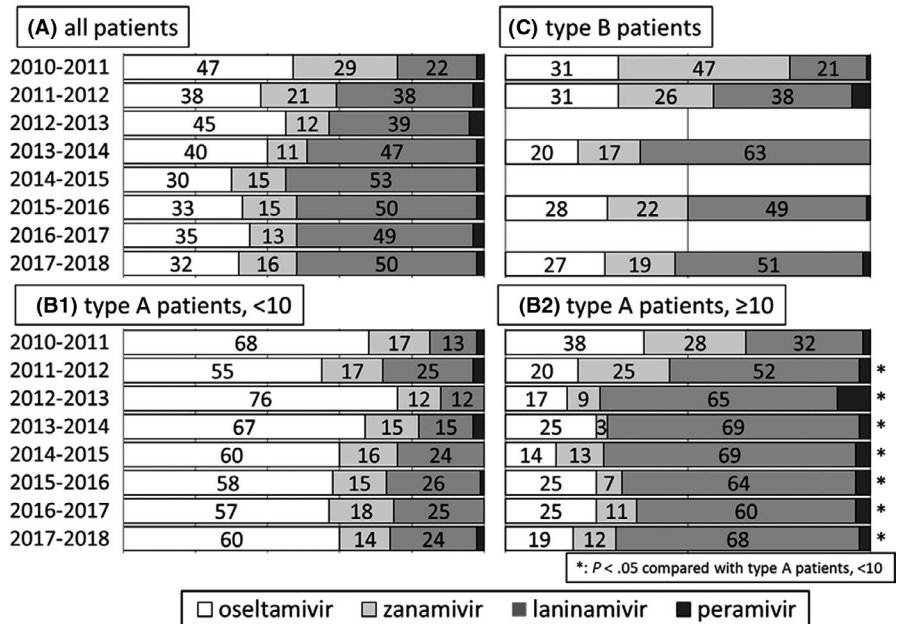 (A) all patients
2010-2011 47 29 22
2011-2012 38 21 38
2012-2013 45 12 39
2013-2014 40 11 47
2014-2015 30 15 53
2015-2016 33 15 50
2016-2017 35 13 49
2017-2018 32 16 50
(C) type B patients
31 47 21
31 26 38
20 17 63
28 22 49
27 19 51
(B1) type A patients, <10
2010-2011 68 17 13
2011-2012 55 17 25
2012-2013 76 12 12
2013-2014 67 15 15
2014-2015 60 16 24
2015-2016 58 15 26
2016-2017 57 18 25
2017-2018 60 14 24
(B2) type A patients, ≥10
38 28 32
20 25 52 *
17 9 65 *
25 3 69 *
14 13 69 *
25 7 64 *
25 11 60 *
19 12 68 *
*: P < .05 compared with type A patients, <10
oseltamivir zanamivir laninamivir peramivir